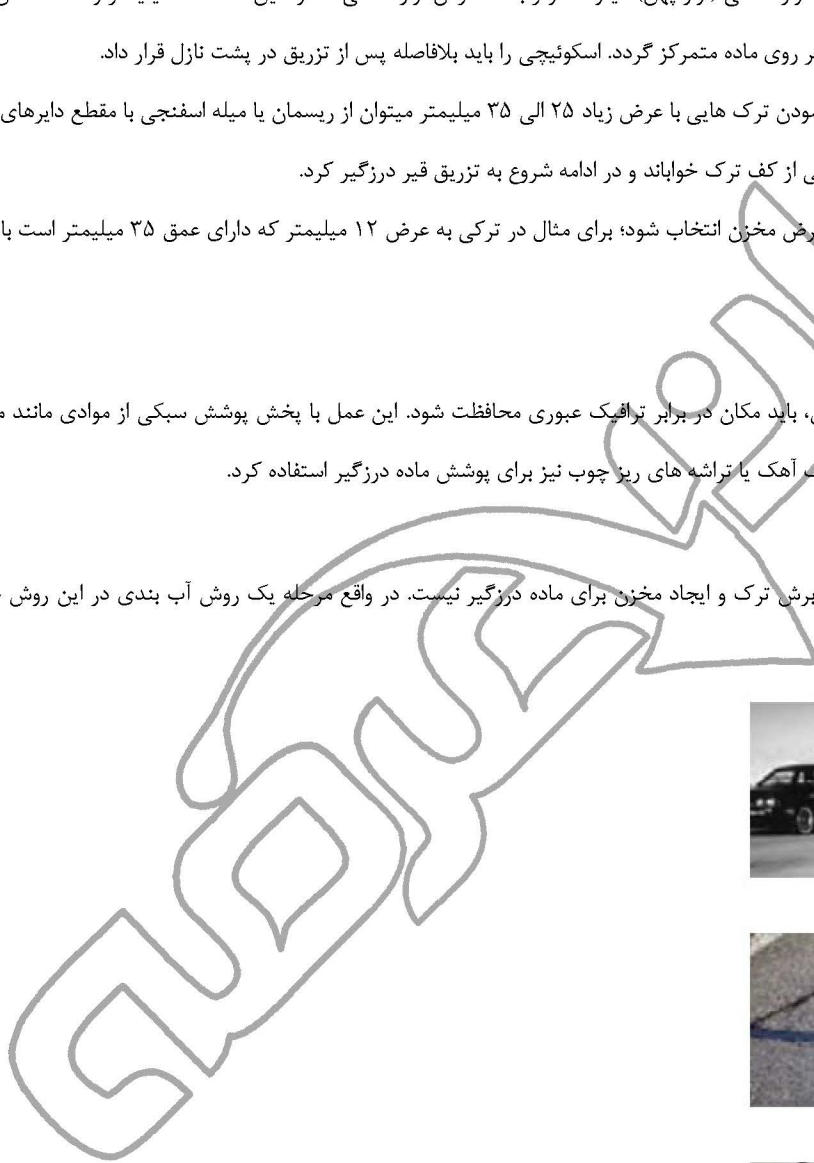 ر روی ماده متمرکز گردد. اسکوئیچی را باید بلافاصله پس از تزریق در پشت نازل قرار داد.
مودن ترک هایی با عرض زیاد ۲۵ الی ۳۵ میلیمتر میتوان از ریسمان یا میله اسفنجی با مقطع دایرهای
ی از کف ترک خواباند و در ادامه شروع به تزریق قیر درزگیر کرد.
رض مخزن انتخاب شود؛ برای مثال در ترکی به عرض ۱۲ میلیمتر که دارای عمق ۳۵ میلیمتر است با
، باید مکان در برابر ترافیک عبوری محافظت شود. این عمل با پخش پوشش سبکی از موادی مانند م
آهک یا تراشه های ریز چوب نیز برای پوشش ماده درزگیر استفاده کرد.
برش ترک و ایجاد مخزن برای ماده درزگیر نیست. در واقع مرحله یک روش آب بندی در این روش